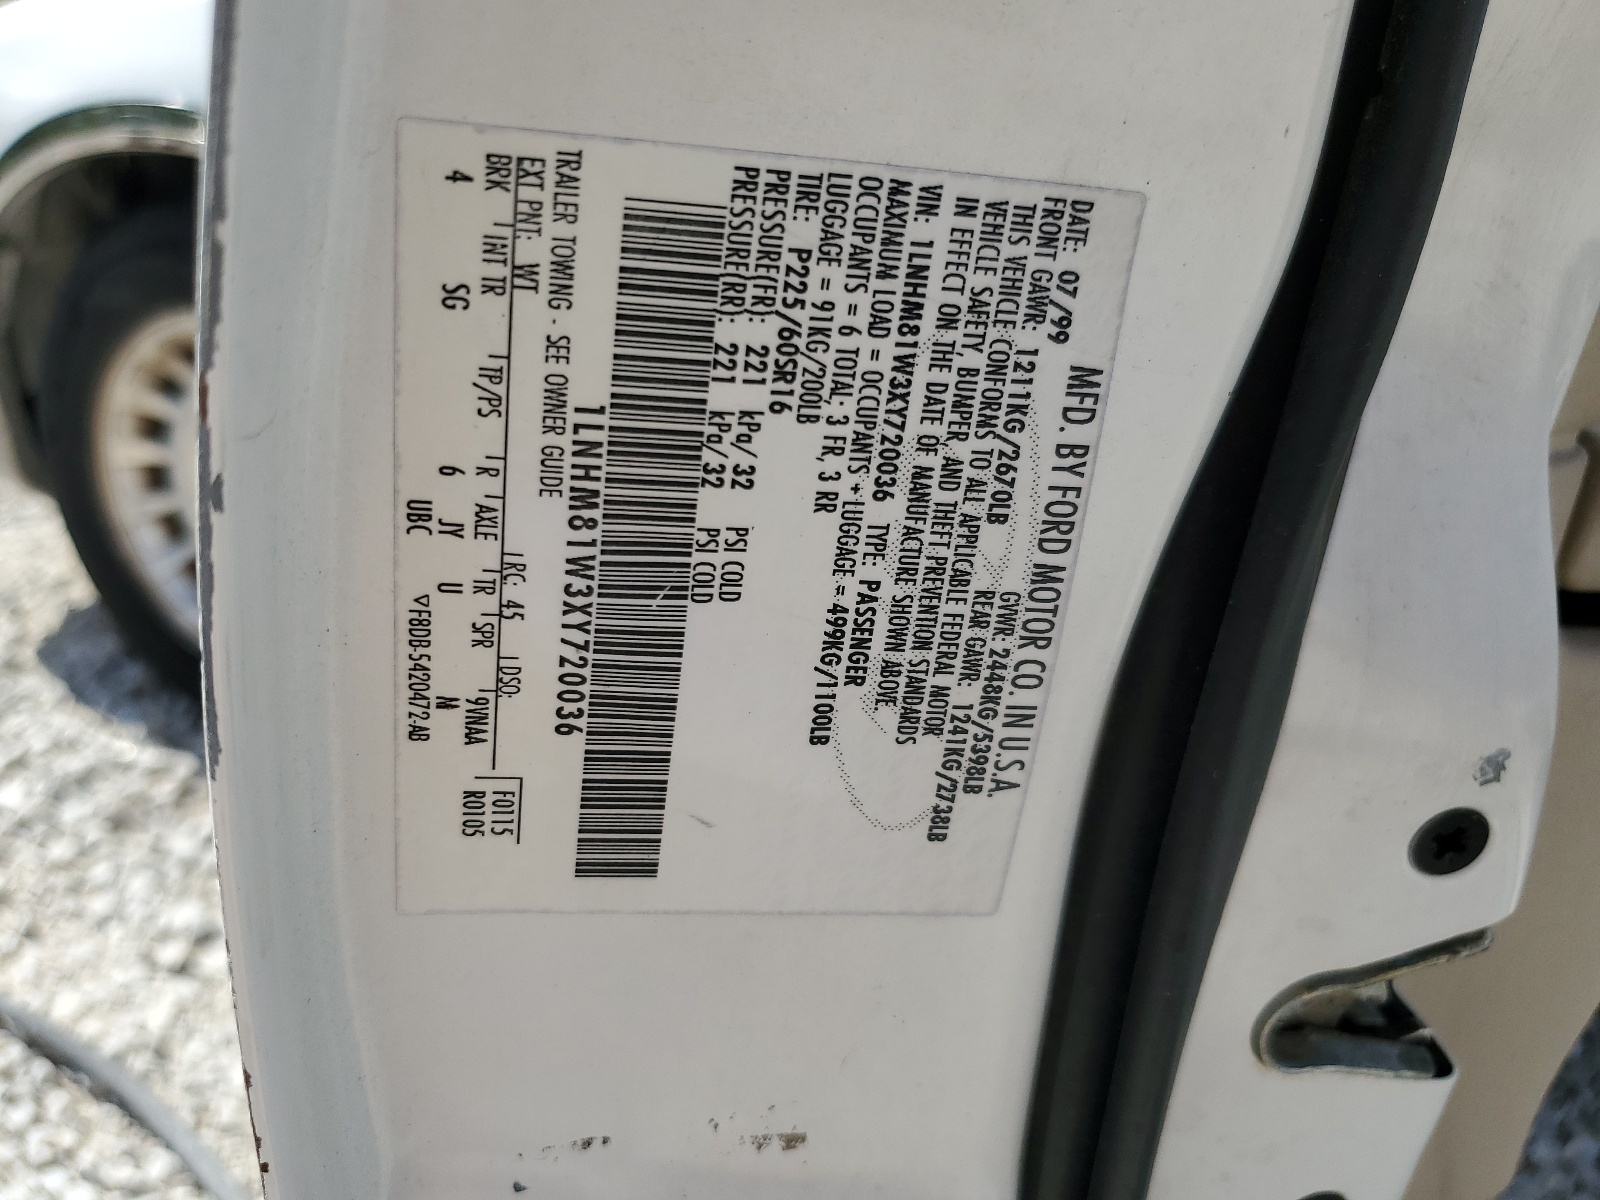 MFD. BY FORD MOTOR CO. IN U.S.A.
DATE: 07/99 GVWR: 2448KG/5398LB
FRONT GAWR: 1211KG/2670LB REAR GAWR: 1241KG/2738LB
THIS VEHICLE CONFORMS TO ALL APPLICABLE FEDERAL MOTOR
VEHICLE SAFETY, BUMPER, AND THEFT PREVENTION STANDARDS
IN EFFECT ON THE DATE OF MANUFACTURE SHOWN ABOVE.
VIN: 1LNHM81W3XY720036 TYPE: PASSENGER
MAXIMUM LOAD = OCCUPANTS + LUGGAGE = 499KG/1100LB
OCCUPANTS = 6 TOTAL: 3 FR, 3 RR
LUGGAGE = 91KG/200LB
TIRE: P225/60SR16
PRESSURE(FR): 221 kPa/32 PSI COLD
PRESSURE(RR): 221 kPa/32 PSI COLD
1LNHM81W3XY720036
TRAILER TOWING - SEE OWNER GUIDE
EXT PNT: WT RC: 45 DSO: F0115
BRK INT TR TP/PS R AXLE TR SPR 9VNAA R0105
4 SG 6 JY U M
UBC ▽F8DB-5420472-AB